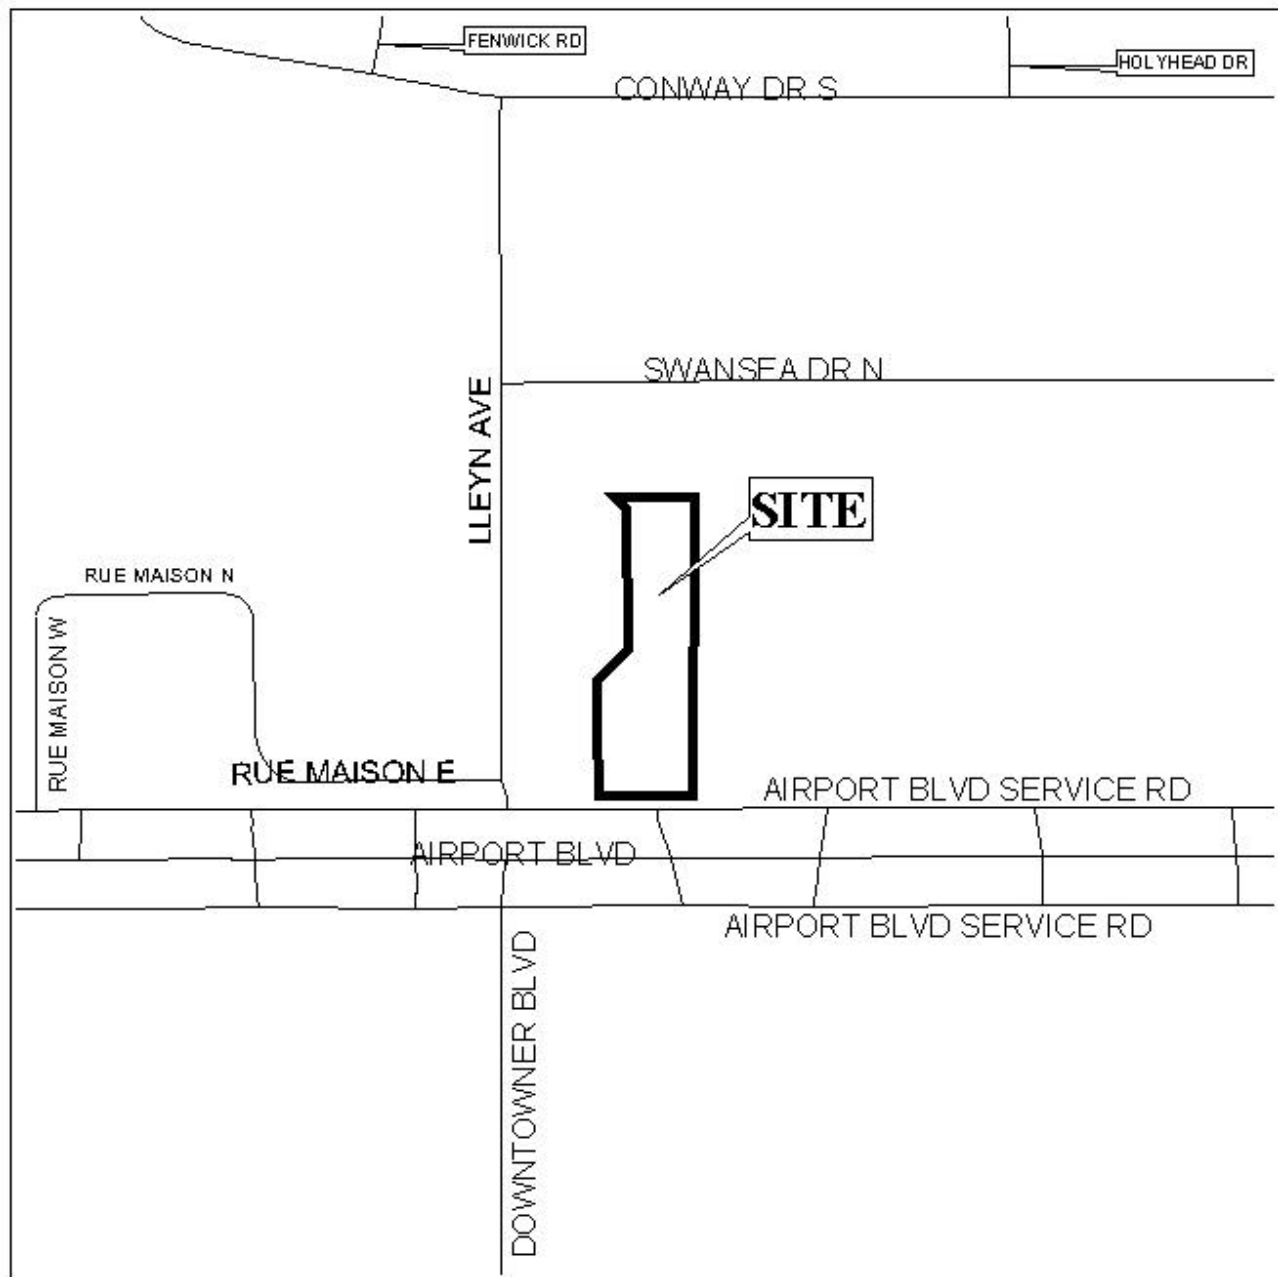 FENWICK RD
HOLYHEAD DR
CONWAY DR S
SWANSEA DR N
LLEYN AVE
SITE
RUE MAISON N
RUE MAISON W
RUE MAISON E
AIRPORT BLVD SERVICE RD
AIRPORT BLVD
AIRPORT BLVD SERVICE RD
DOWNTOWNER BLVD